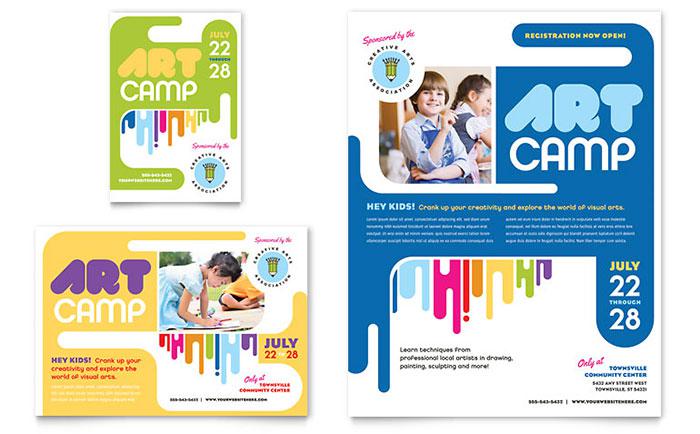 ART
CAMP
JULY
22
THROUGH
28
Sponsored by the
CREATIVE ARTS ASSOCIATION
555-543-5432
YOURWEBSITEHERE.COM
ART
CAMP
Sponsored by the
CREATIVE ARTS ASSOCIATION
HEY KIDS! Crank up your
creativity and explore the
world of visual arts.
JULY
22 TO 28
Only at
TOWNSVILLE
COMMUNITY CENTER
555-543-5432
WWW.YOURWEBSITEHERE.COM
Sponsored by the
CREATIVE ARTS ASSOCIATION
REGISTRATION NOW OPEN!
ART
CAMP
HEY KIDS! Crank up your creativity and explore the world of visual arts.
JULY
22
THROUGH
28
Learn techniques from
professional local artists in drawing,
painting, sculpting and more!
Only at
TOWNSVILLE
COMMUNITY CENTER
5432 ANY STREET WEST
TOWNSVILLE, ST 54321
555-543-5432 WWW.YOURWEBSITEHERE.COM